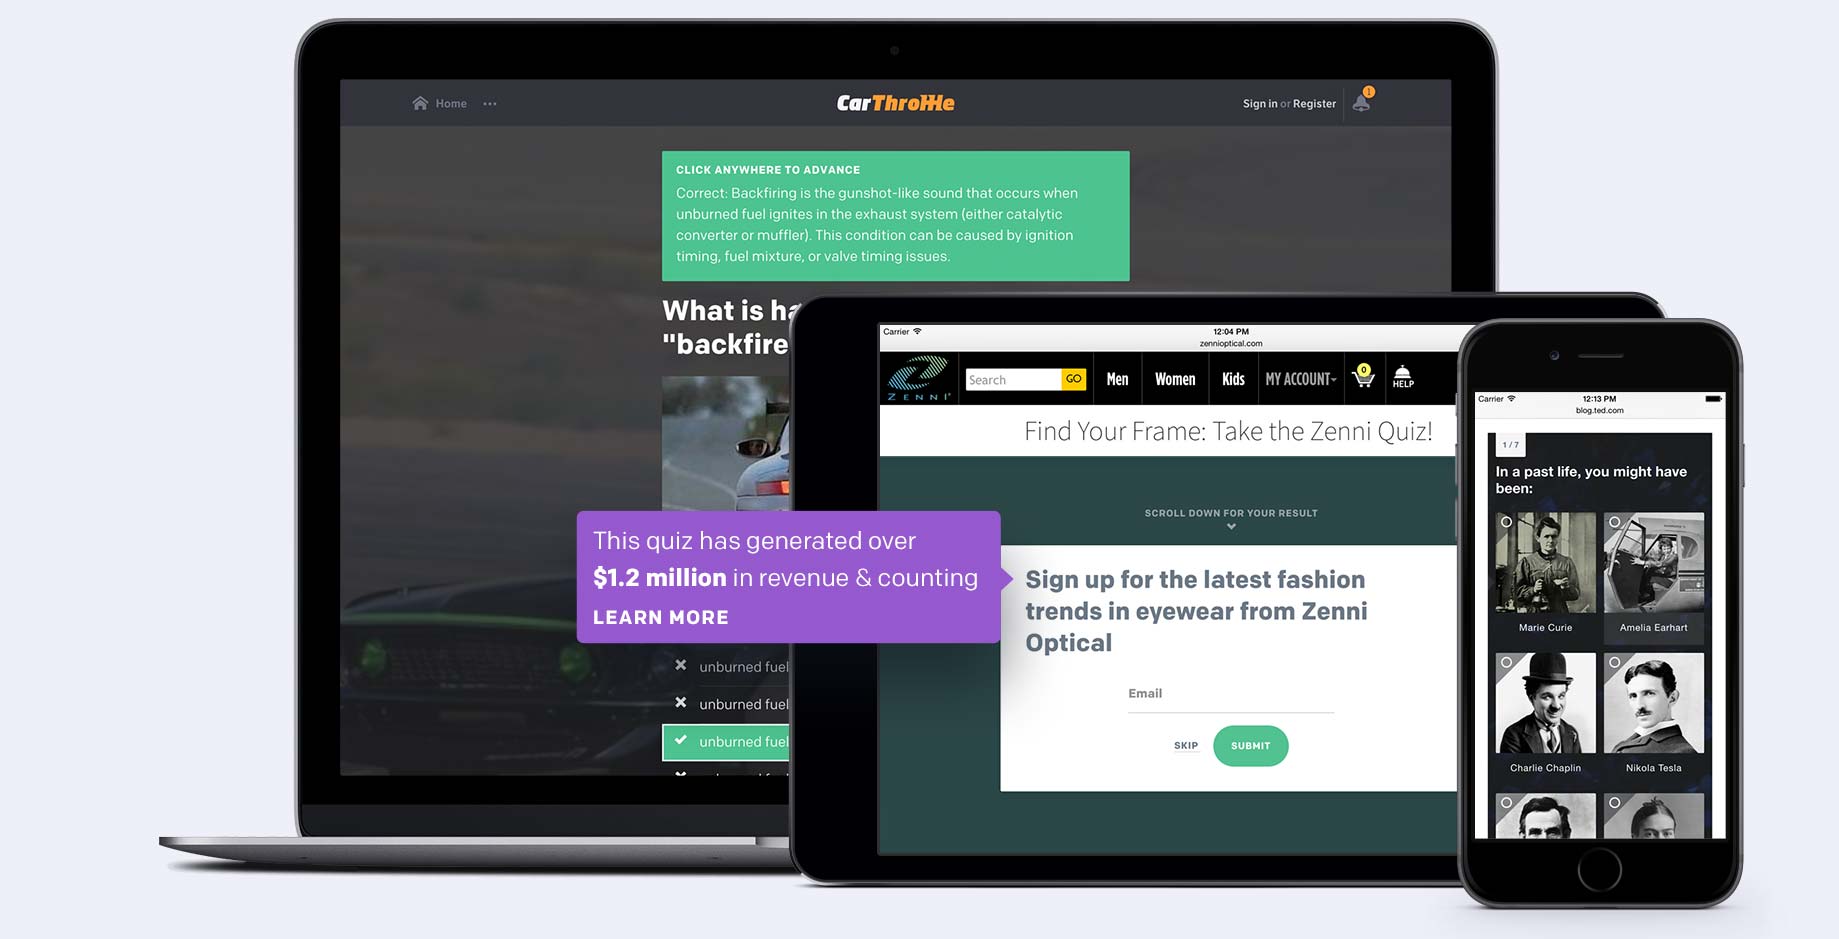 Home
CarThrottle
Sign in or Register
1
CLICK ANYWHERE TO ADVANCE
Correct: Backfiring is the gunshot-like sound that occurs when
unburned fuel ignites in the exhaust system (either catalytic
converter or muffler). This condition can be caused by ignition
timing, fuel mixture, or valve timing issues.
What is ha
"backfire
This quiz has generated over
$1.2 million in revenue & counting
LEARN MORE
unburned fuel
unburned fuel
unburned fuel
Carrier
12:04 PM
zennioptical.com
ZENNI
Search
GO
Men
Women
Kids
MY ACCOUNT
0
HELP
Find Your Frame: Take the Zenni Quiz!
SCROLL DOWN FOR YOUR RESULT
Sign up for the latest fashion
trends in eyewear from Zenni
Optical
Email
SKIP
SUBMIT
Carrier
12:13 PM
blog.ted.com
1 / 7
In a past life, you might have
been:
Marie Curie
Amelia Earhart
Charlie Chaplin
Nikola Tesla